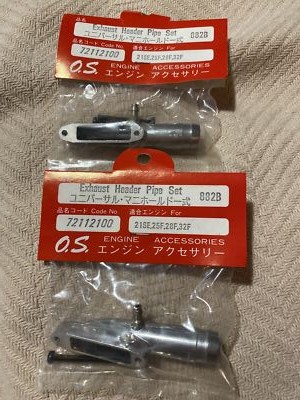 Exhaust Header Pipe Set
ユニバーサル・マニホールド一式 882B
品名コード Code No. 適合エンジン For
72112100 21SE,25F,28F,32F
O.S. ENGINE ACCESSORIES
エンジン アクセサリー
Exhaust Header Pipe Set
ユニバーサル・マニホールド一式 882B
品名コード Code No. 適合エンジン For
72112100 21SE,25F,28F,32F
O.S. ENGINE ACCESSORIES
エンジン アクセサリー